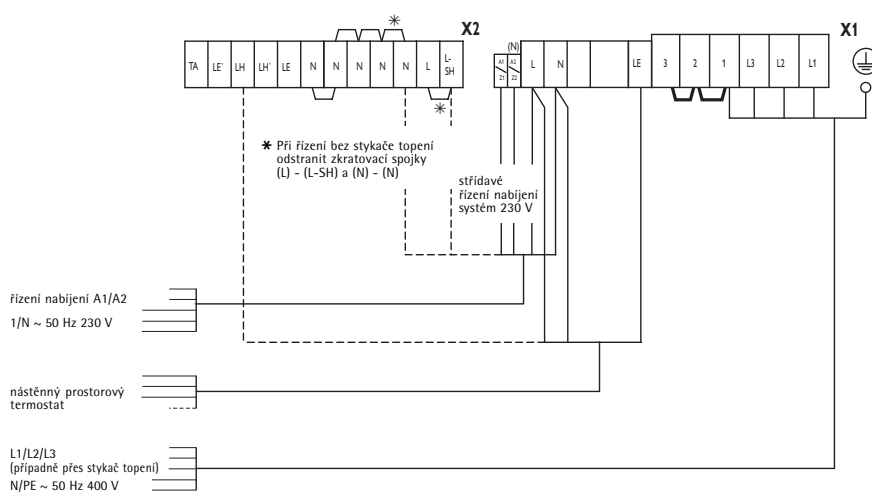 X2
X1
*
(N)
TA LE' LH LH' LE N N N N N L L-SH
A1 Z1 A2 Z2 L N LE 3 2 1 L3 L2 L1
*
* Při řízení bez stykače topení
odstranit zkratovací spojky
(L) - (L-SH) a (N) - (N)
střídavé
řízení nabíjení
systém 230 V
řízení nabíjení A1/A2
1/N ~ 50 Hz 230 V
nástěnný prostorový
termostat
L1/L2/L3
(případně přes stykač topení)
N/PE ~ 50 Hz 400 V